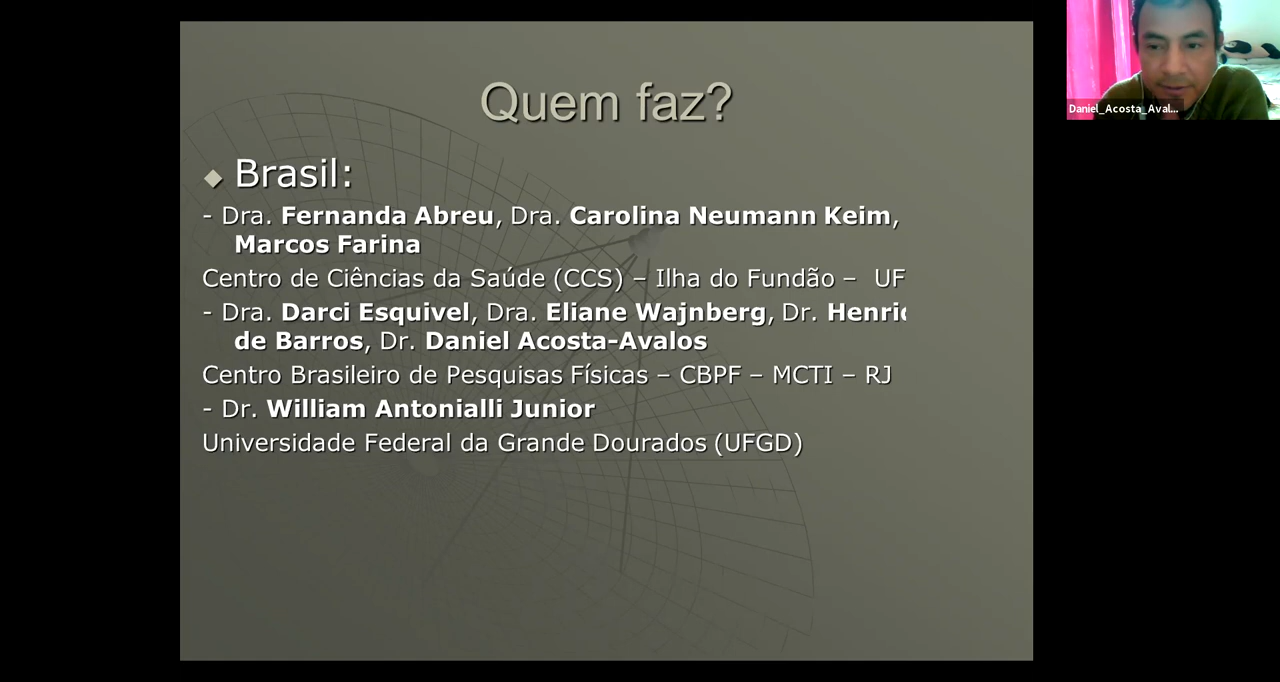 Quem faz?
Brasil:
- Dra. Fernanda Abreu, Dra. Carolina Neumann Keim,
Marcos Farina
Centro de Ciências da Saúde (CCS) – Ilha do Fundão – UF
- Dra. Darci Esquivel, Dra. Eliane Wajnberg, Dr.
de Barros, Dr. Daniel Acosta-Avalos
Centro Brasileiro de Pesquisas Físicas – CBPF – MCTI – RJ
- Dr. William Antonialli Junior
Universidade Federal da Grande Dourados (UFGD)
Daniel_Acosta_Aval...